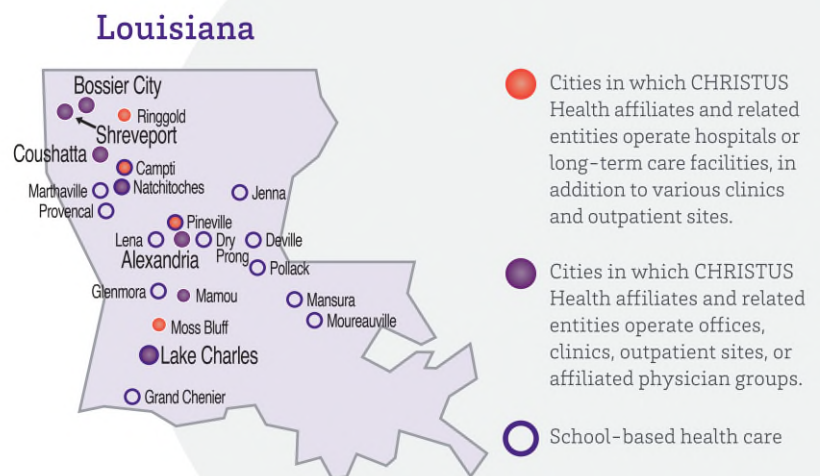 Louisiana
Bossier City
Ringgold
Shreveport
Coushatta
Campti
Natchitoches
Marthaville
Jenna
Provencal
Pineville
Lena
Dry
Prong
Deville
Alexandria
Pollack
Glenmora
Mamou
Mansura
Moureauville
Moss Bluff
Lake Charles
Grand Chenier
Cities in which CHRISTUS
Health affiliates and related
entities operate hospitals or
long-term care facilities, in
addition to various clinics
and outpatient sites.
Cities in which CHRISTUS
Health affiliates and related
entities operate offices,
clinics, outpatient sites, or
affiliated physician groups.
School-based health care